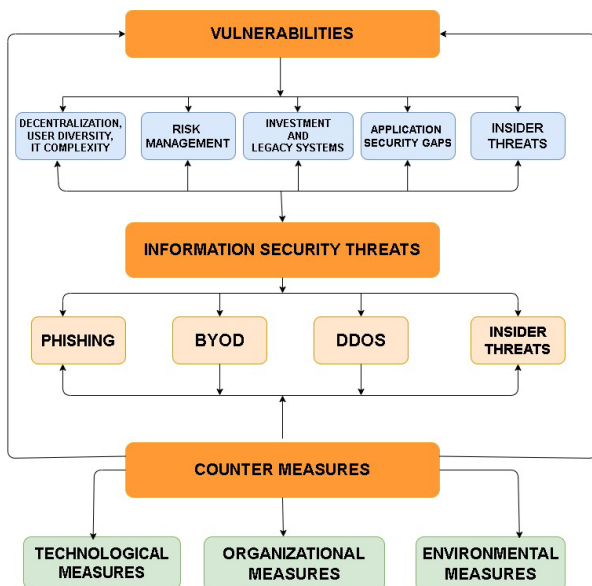 VULNERABILITIES
DECENTRALIZATION,
USER DIVERSITY,
IT COMPLEXITY
RISK
MANAGEMENT
INVESTMENT
AND
LEGACY SYSTEMS
APPLICATION
SECURITY GAPS
INSIDER
THREATS
INFORMATION SECURITY THREATS
PHISHING
BYOD
DDOS
INSIDER
THREATS
COUNTER MEASURES
TECHNOLOGICAL
MEASURES
ORGANIZATIONAL
MEASURES
ENVIRONMENTAL
MEASURES